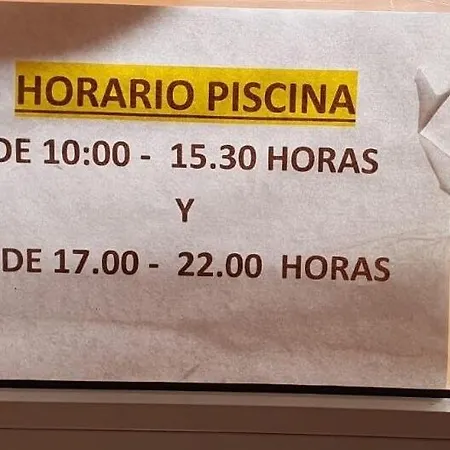 HORARIO PISCINA
DE 10:00 - 15.30 HORAS
Y
DE 17.00 - 22.00 HORAS